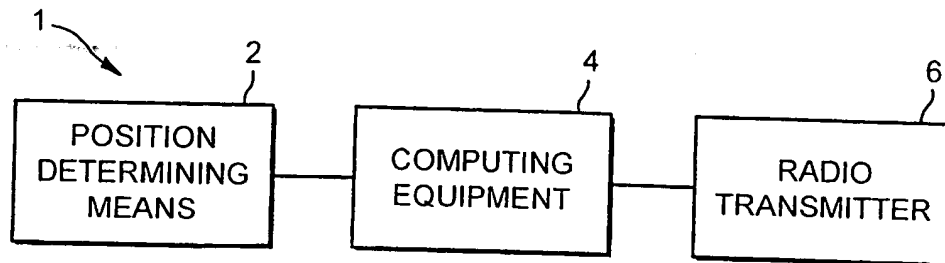 1
2
4
6
POSITION
DETERMINING
MEANS
COMPUTING
EQUIPMENT
RADIO
TRANSMITTER